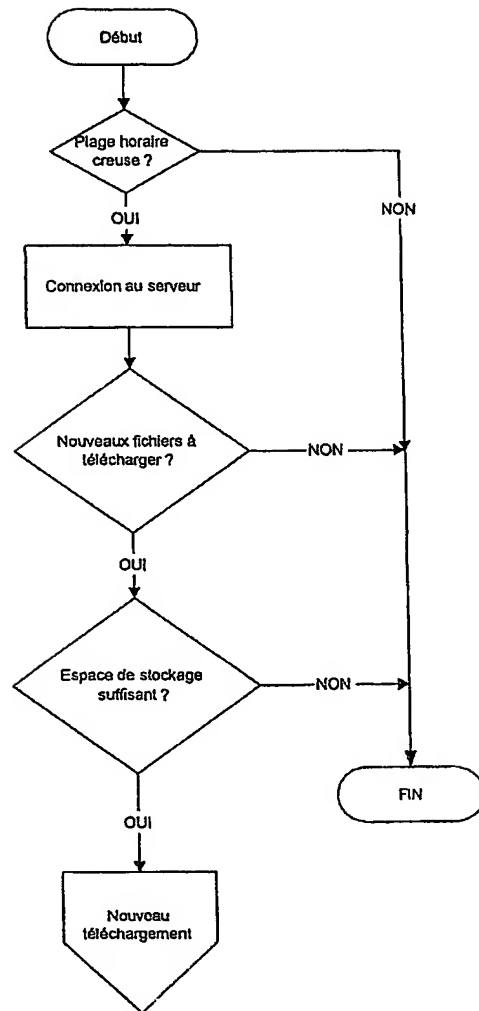 Début
Plage horaire
creuse ?
OUI
NON
Connexion au serveur
Nouveaux fichiers à
télécharger ?
NON
OUI
Espace de stockage
suffisant ?
NON
FIN
OUI
Nouveau
téléchargement